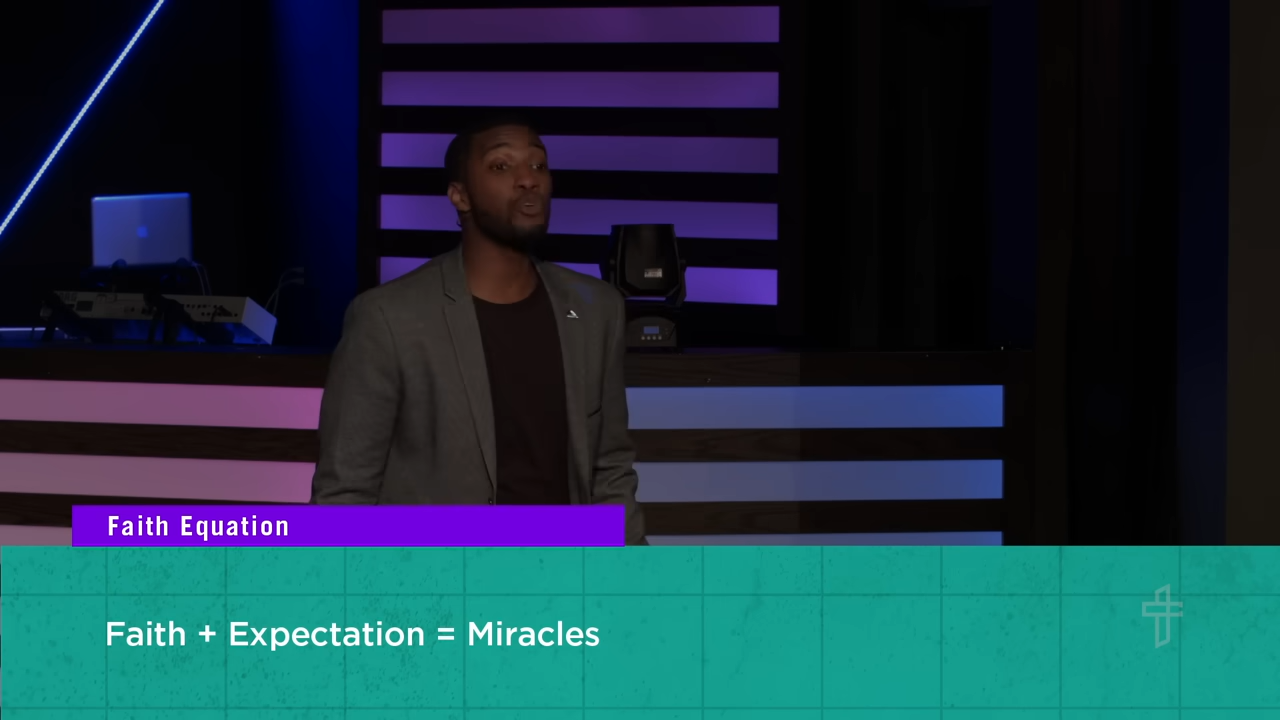 Faith Equation
Faith + Expectation = Miracles